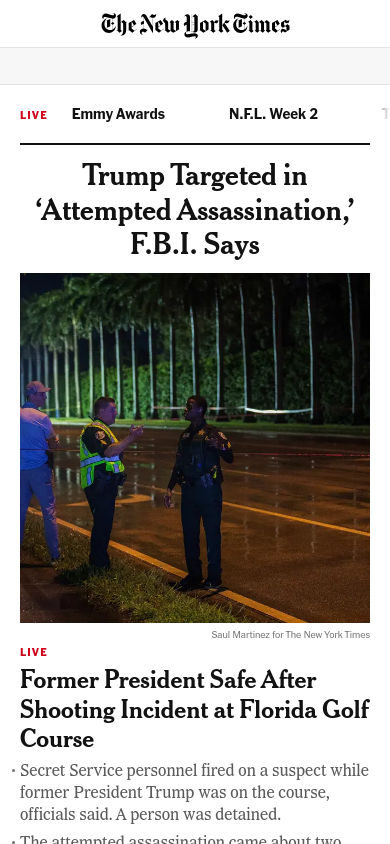 The New York Times
LIVE
Emmy Awards
N.F.L. Week 2
Trump Targeted in
‘Attempted Assassination,’
F.B.I. Says
Saul Martinez for The New York Times
LIVE
Former President Safe After
Shooting Incident at Florida Golf
Course
• Secret Service personnel fired on a suspect while
former President Trump was on the course,
officials said. A person was detained.
• The attempted assassination came about two